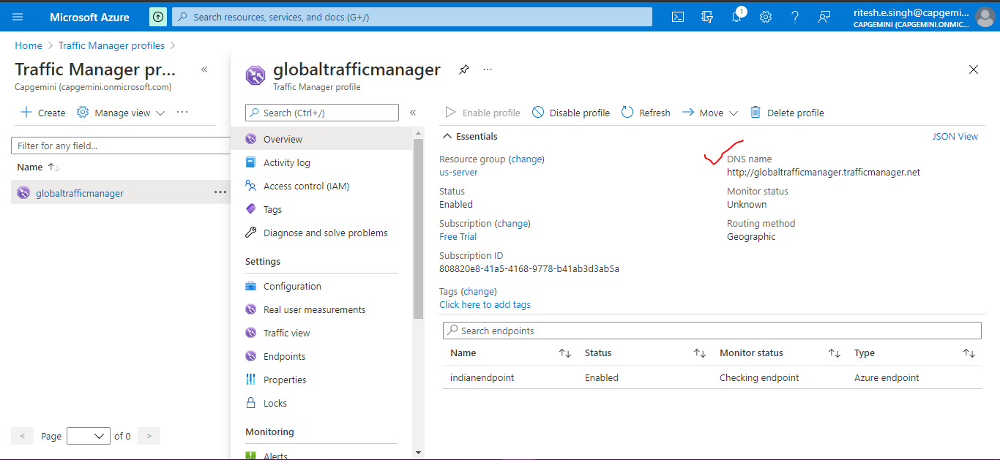 Microsoft Azure
Search resources, services, and docs (G+/)
1
ritesh.e.singh@capgemi...
CAPGEMINI (CAPGEMINI.ONMIC...
Home > Traffic Manager profiles >
Traffic Manager pr... «
Capgemini (capgemini.onmicrosoft.com)
Create Manage view ...
Filter for any field...
Name
globaltrafficmanager ...
< Page of 0 >
globaltrafficmanager ...
Traffic Manager profile
Search (Ctrl+/) «
Overview
Activity log
Access control (IAM)
Tags
Diagnose and solve problems
Settings
Configuration
Real user measurements
Traffic view
Endpoints
Properties
Locks
Monitoring
Alerts
Enable profile Disable profile Refresh Move Delete profile
Essentials JSON View
Resource group (change)
us-server
Status
Enabled
Subscription (change)
Free Trial
Subscription ID
808820e8-41a5-4168-9778-b41ab3d3ab5a
Tags (change)
Click here to add tags
DNS name
http://globaltrafficmanager.trafficmanager.net
Monitor status
Unknown
Routing method
Geographic
Search endpoints
Name Status Monitor status Type
indianendpoint Enabled Checking endpoint Azure endpoint